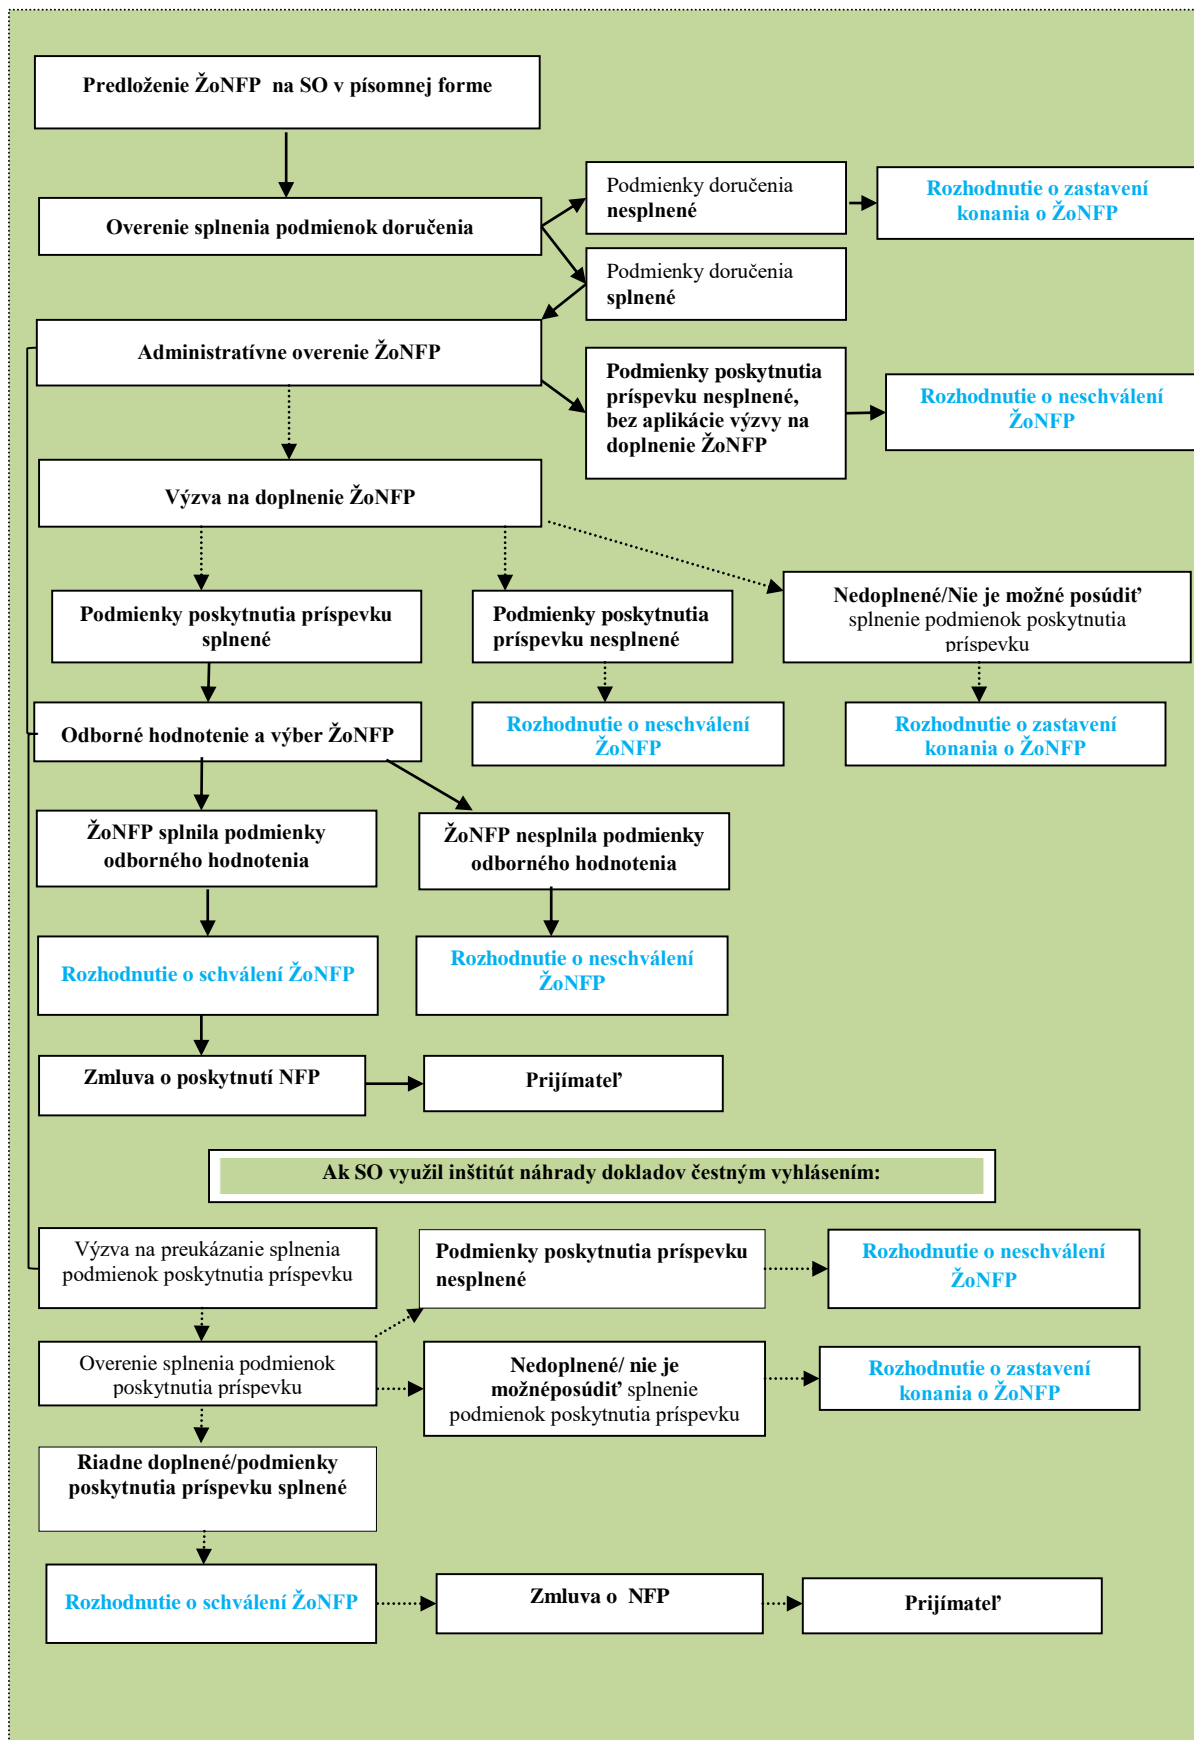 Predloženie ŽoNFP na SO v písomnej forme
Overenie splnenia podmienok doručenia
Podmienky doručenia
nesplnené
Rozhodnutie o zastavení
konania o ŽoNFP
Podmienky doručenia
splnené
Administratívne overenie ŽoNFP
Podmienky poskytnutia
príspevku nesplnené,
bez aplikácie výzvy na
doplnenie ŽoNFP
Rozhodnutie o neschválení
ŽoNFP
Výzva na doplnenie ŽoNFP
Podmienky poskytnutia príspevku
splnené
Podmienky poskytnutia
príspevku nesplnené
Nedoplnené/Nie je možné posúdiť
splnenie podmienok poskytnutia
príspevku
Rozhodnutie o neschválení
ŽoNFP
Rozhodnutie o zastavení
konania o ŽoNFP
Odborné hodnotenie a výber ŽoNFP
ŽoNFP splnila podmienky
odborného hodnotenia
ŽoNFP nesplnila podmienky
odborného hodnotenia
Rozhodnutie o schválení ŽoNFP
Rozhodnutie o neschválení
ŽoNFP
Zmluva o poskytnutí NFP
Prijímateľ
Ak SO využil inštitút náhrady dokladov čestným vyhlásením:
Výzva na preukázanie splnenia
podmienok poskytnutia príspevku
Podmienky poskytnutia príspevku
nesplnené
Rozhodnutie o neschválení
ŽoNFP
Overenie splnenia podmienok
poskytnutia príspevku
Nedoplnené/ nie je
možnéposúdiť splnenie
podmienok poskytnutia príspevku
Rozhodnutie o zastavení
konania o ŽoNFP
Riadne doplnené/podmienky
poskytnutia príspevku splnené
Rozhodnutie o schválení ŽoNFP
Zmluva o NFP
Prijímateľ